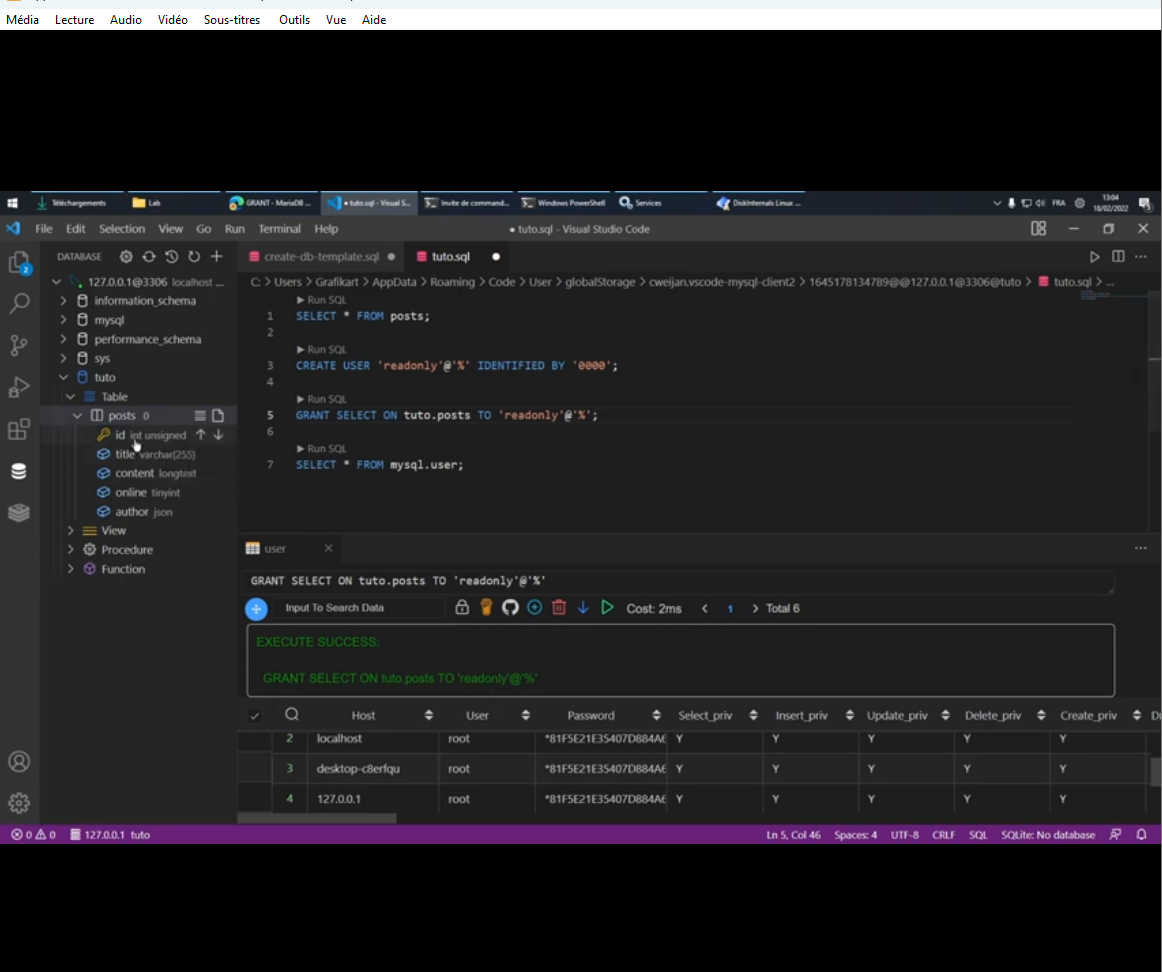 Média Lecture Audio Vidéo Sous-titres Outils Vue Aide
Téléchargements Lab GRANT - MariaDB ... • tuto.sql - Visual S... Invite de command... Windows PowerShell Services DiskInternals Linux ... FRA 13:04
18/02/2022
File Edit Selection View Go Run Terminal Help • tuto.sql - Visual Studio Code
DATABASE
create-db-template.sql ● tuto.sql ●
2
127.0.0.1@3306 localhost ...
C: > Users > Grafikart > AppData > Roaming > Code > User > globalStorage > cweijan.vscode-mysql-client2 > 1645178134789@@127.0.0.1@3306@tuto > tuto.sql > ...
information_schema
mysql
performance_schema
sys
tuto
Table
posts 0
id int unsigned
title varchar(255)
content longtext
online tinyint
author json
View
Procedure
Function
Run SQL
1 SELECT * FROM posts;
2
Run SQL
3 CREATE USER 'readonly'@'%' IDENTIFIED BY '0000';
4
Run SQL
5 GRANT SELECT ON tuto.posts TO 'readonly'@'%';
6
Run SQL
7 SELECT * FROM mysql.user;
user
GRANT SELECT ON tuto.posts TO 'readonly'@'%'
Input To Search Data Cost: 2ms < 1 > Total 6
EXECUTE SUCCESS:
GRANT SELECT ON tuto.posts TO 'readonly'@'%'
Host User Password Select_priv Insert_priv Update_priv Delete_priv Create_priv
2 localhost root *81F5E21E35407D884A6 Y Y Y Y Y
3 desktop-c8erfqu root *81F5E21E35407D884A6 Y Y Y Y Y
4 127.0.0.1 root *81F5E21E35407D884A6 Y Y Y Y Y
0 0 127.0.0.1 tuto Ln 5, Col 46 Spaces: 4 UTF-8 CRLF SQL SQLite: No database